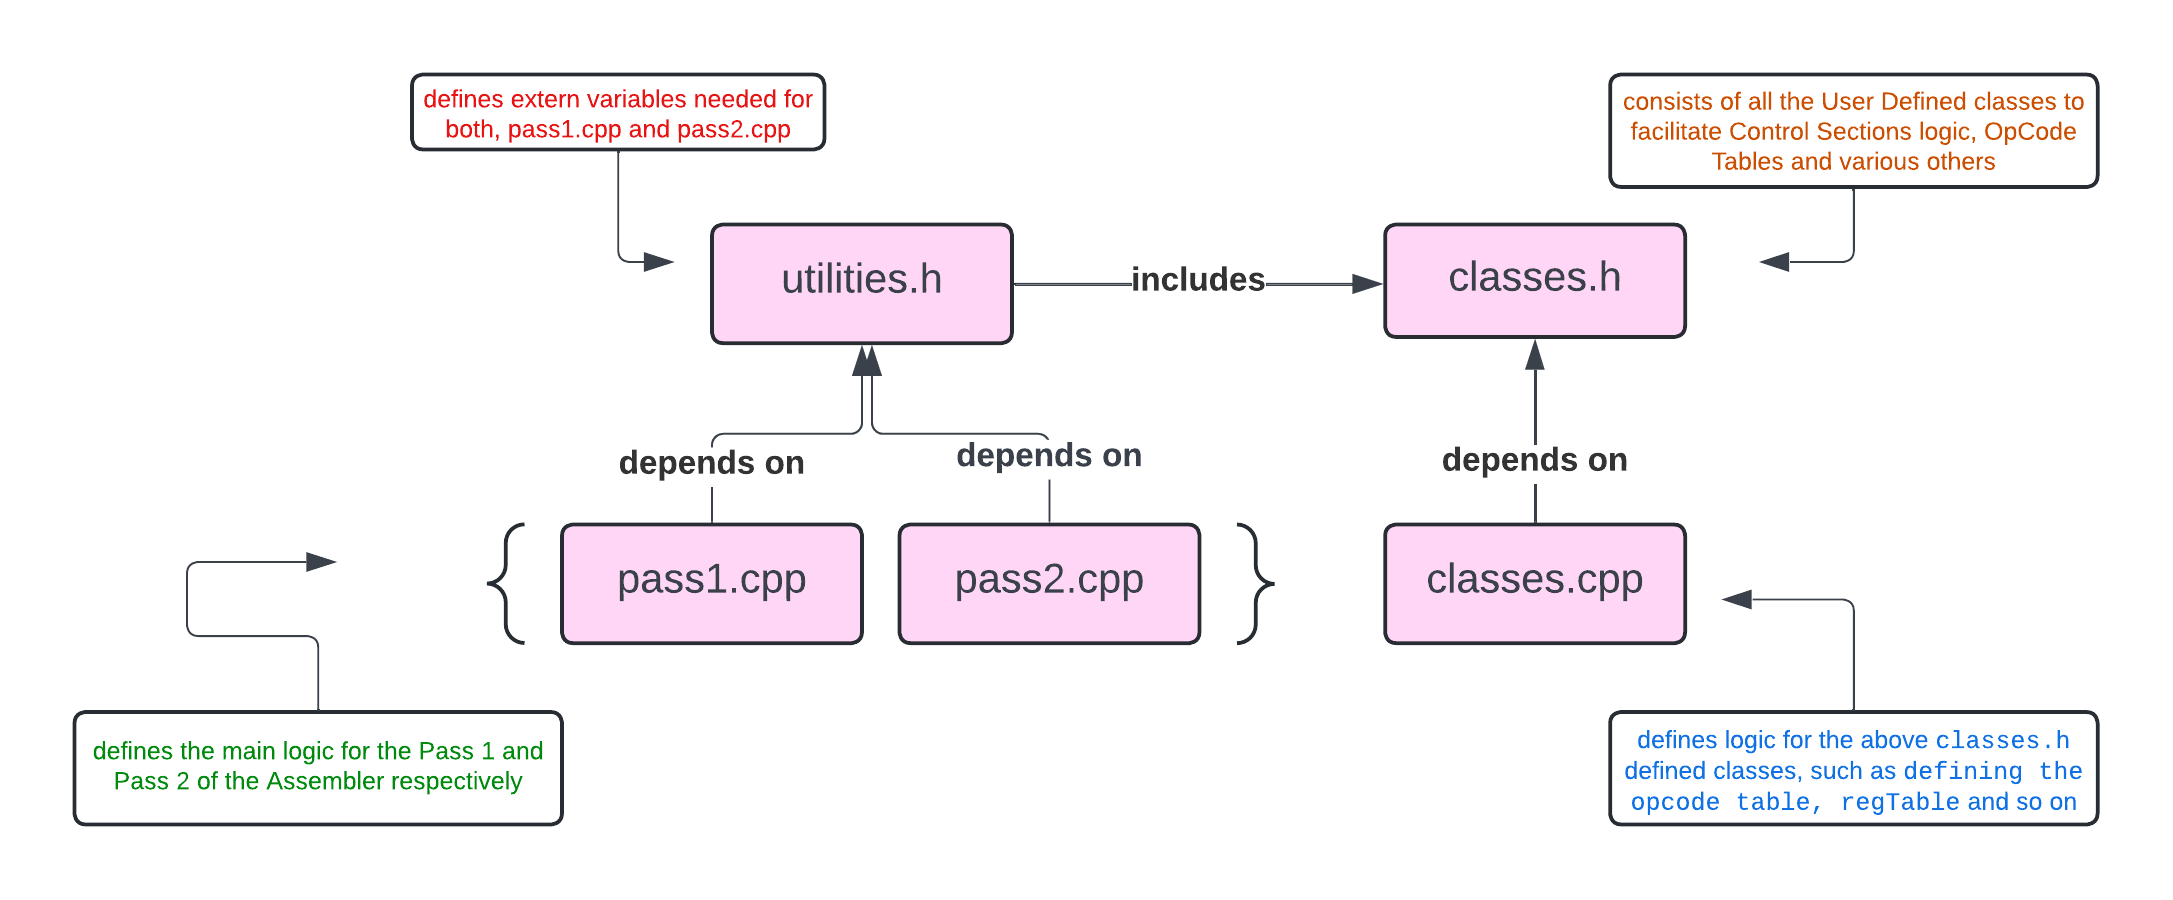 defines extern variables needed for
both, pass1.cpp and pass2.cpp
consists of all the User Defined classes to
facilitate Control Sections logic, OpCode
Tables and various others
utilities.h
includes
classes.h
depends on
depends on
depends on
pass1.cpp
pass2.cpp
classes.cpp
defines the main logic for the Pass 1 and
Pass 2 of the Assembler respectively
defines logic for the above classes.h
defined classes, such as defining the
opcode table, regTable and so on